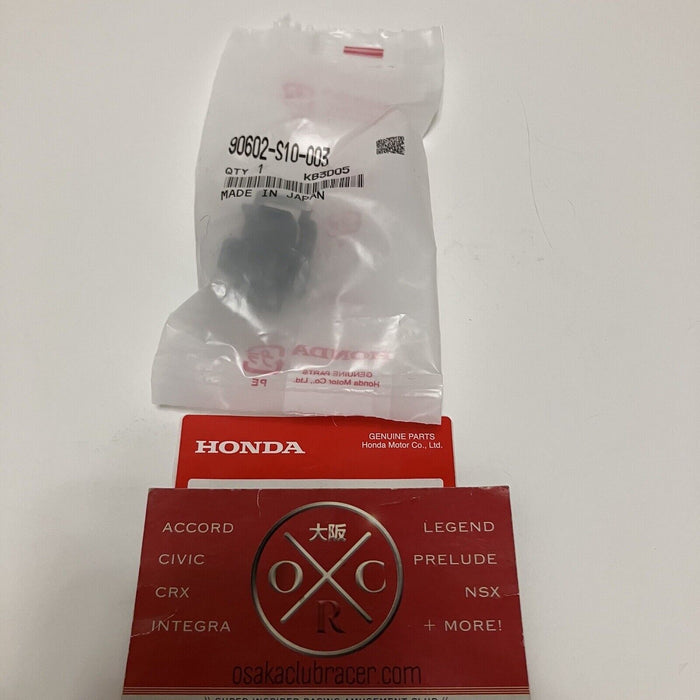 90602-S10-003
QTY 1 KB3D05
MADE IN JAPAN
HONDA
GENUINE PARTS
Honda Motor Co., Ltd.
PE
HONDA
GENUINE PARTS
Honda Motor Co., Ltd.
ACCORD
CIVIC
CRX
INTEGRA
大阪
O C
R
LEGEND
PRELUDE
NSX
+ MORE!
osakaclubracer.com